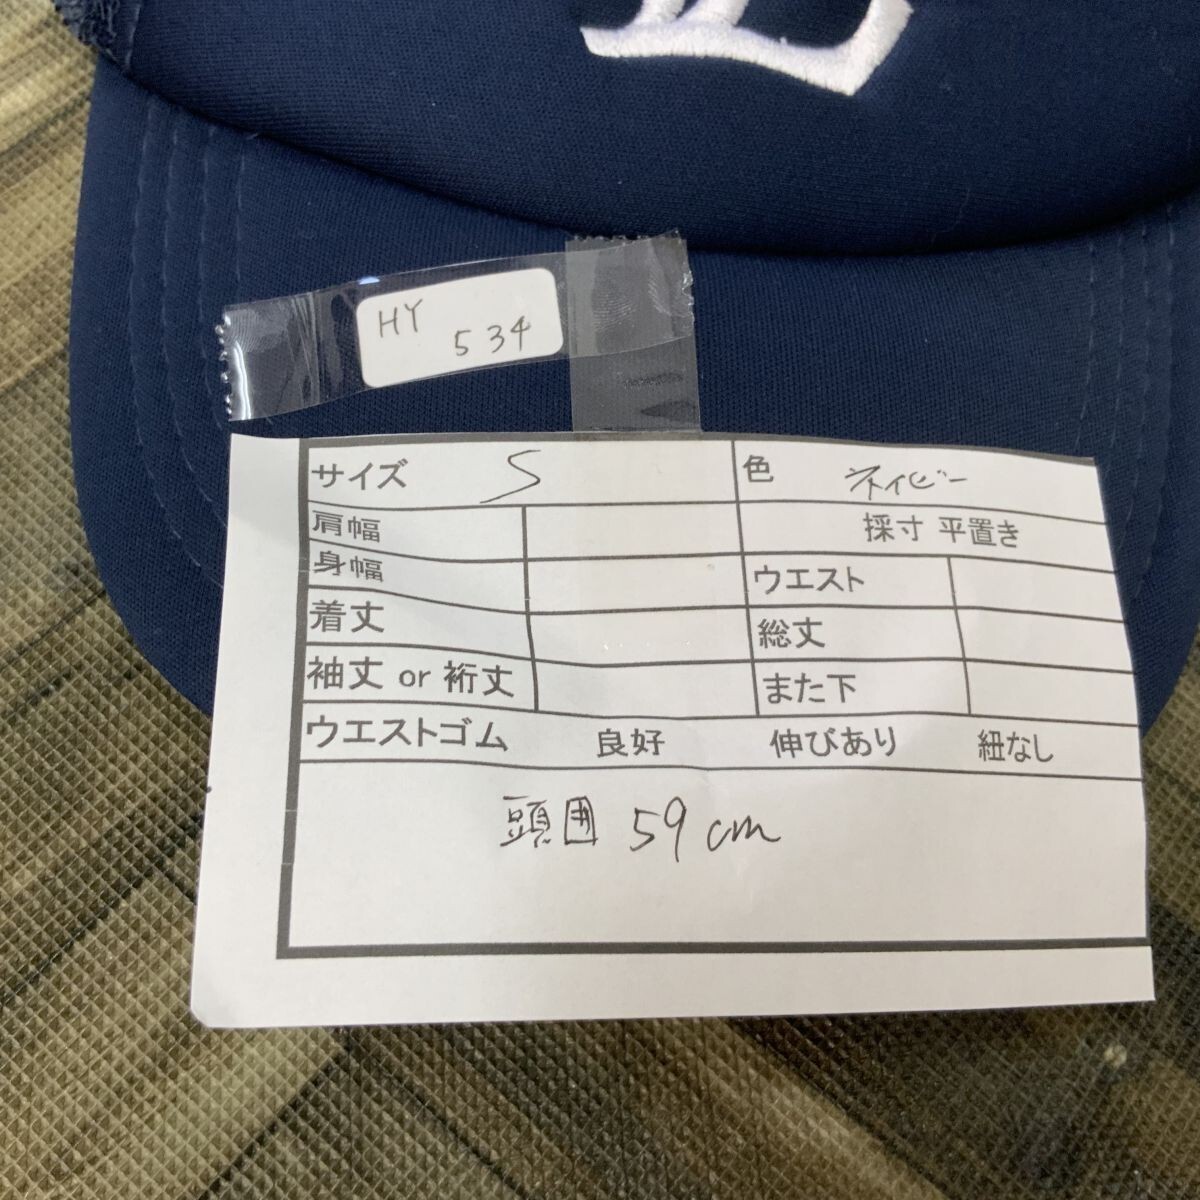 HY
534
サイズ S 色 ネイビー
肩幅 採寸 平置き
身幅 ウエスト
着丈 総丈
袖丈 or 裄丈 また下
ウエストゴム 良好 伸びあり 紐なし
頭囲 59cm